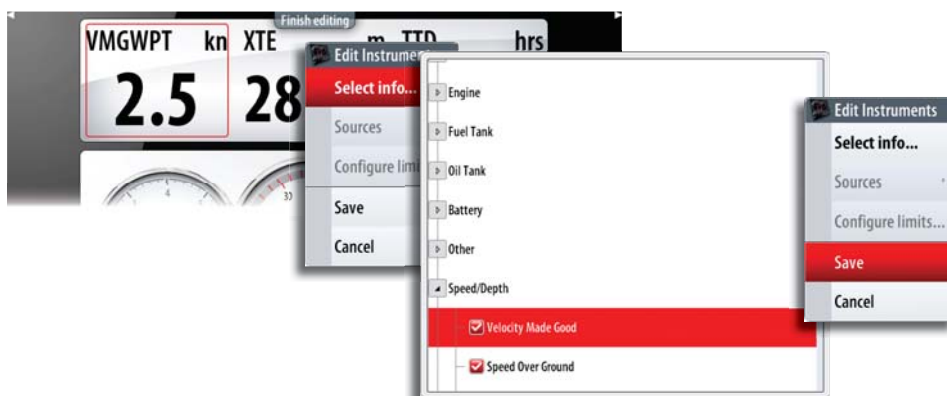 Finish editing
VMGWPT kn XTE m TTD hrs
2.5 28
Edit Instrume
Select info...
Sources
Configure limi
Save
Cancel
Engine
Fuel Tank
Oil Tank
Battery
Other
Speed/Depth
Velocity Made Good
Speed Over Ground
Edit Instruments
Select info...
Sources
Configure limits...
Save
Cancel